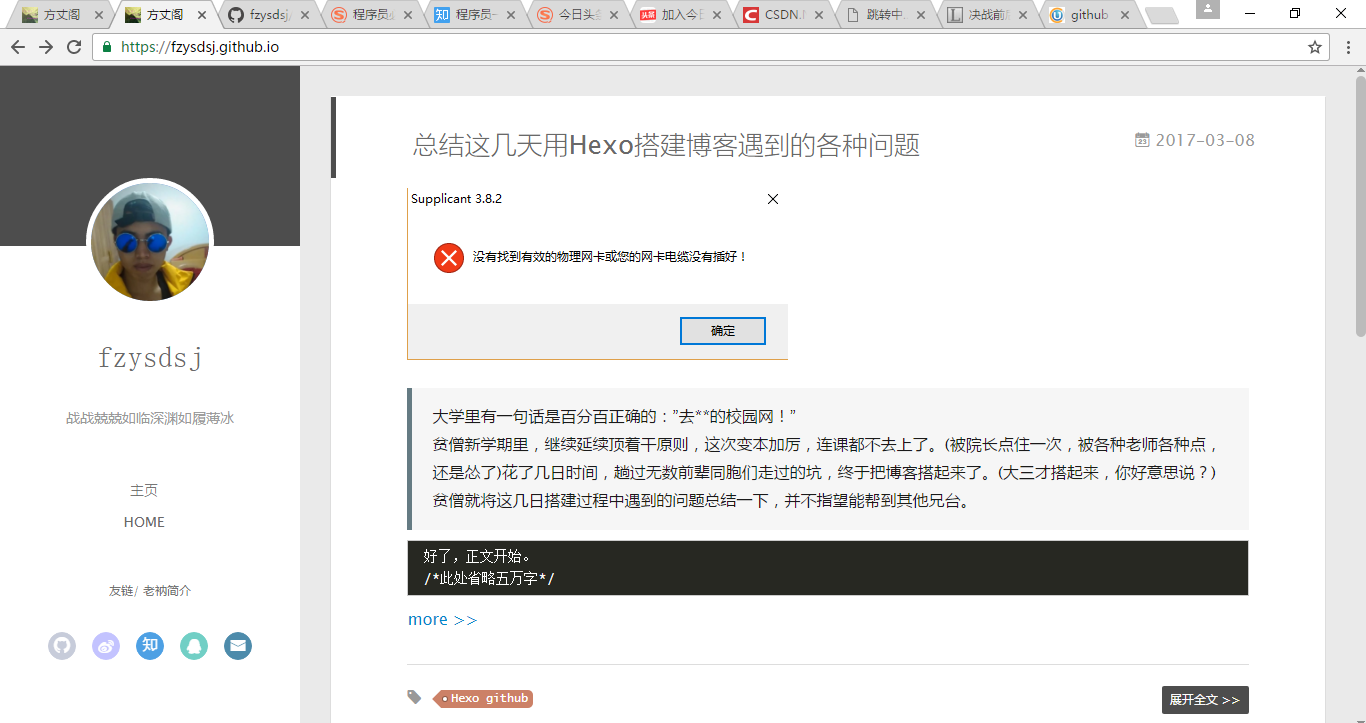 方丈阁
方丈阁
fzysdsj
程序员
知 程序员一
今日头条
头条 加入今日
CSDN
跳转中
决战前
github
https://fzysdsj.github.io
fzysdsj
战战兢兢如临深渊如履薄冰
主页
HOME
友链/ 老衲简介
知
总结这几天用Hexo搭建博客遇到的各种问题
23 2017-03-08
Supplicant 3.8.2
没有找到有效的物理网卡或您的网卡电缆没有插好！
确定
大学里有一句话是百分百正确的：”去**的校园网！”
贫僧新学期里，继续延续顶着干原则，这次变本加厉，连课都不去上了。(被院长点住一次，被各种老师各种点，
还是怂了)花了几日时间，趟过无数前辈同胞们走过的坑，终于把博客搭起来了。(大三才搭起来，你好意思说？)
贫僧就将这几日搭建过程中遇到的问题总结一下，并不指望能帮到其他兄台。
好了，正文开始。
/*此处省略五万字*/
more >>
Hexo github
展开全文 >>